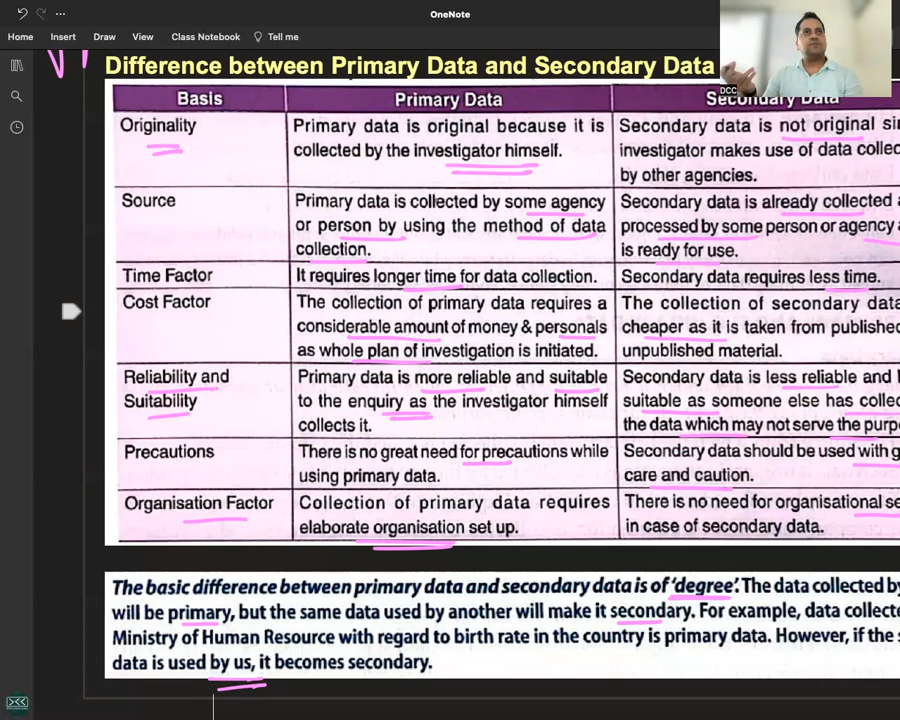 OneNote
Home Insert Draw View Class Notebook Tell me
Difference between Primary Data and Secondary Data
DCC
Basis Primary Data Secondary Data
Originality
Primary data is original because it is
collected by the investigator himself.
Secondary data is not original
investigator makes use of data
by other agencies.
Source
Primary data is collected by some agency
or person by using the method of data
collection.
Secondary data is already collected
processed by some person or agency
is ready for use.
Time Factor
It requires longer time for data collection.
Secondary data requires less time.
Cost Factor
The collection of primary data requires a
considerable amount of money & personals
as whole plan of investigation is initiated.
The collection of secondary data
cheaper as it is taken from published
unpublished material.
Reliability and
Suitability
Primary data is more reliable and suitable
to the enquiry as the investigator himself
collects it.
Secondary data is less reliable and
suitable as someone else has
the data which may not serve the
Precautions
There is no great need for precautions while
using primary data.
Secondary data should be used with
care and caution.
Organisation Factor
Collection of primary data requires
elaborate organisation set up.
There is no need for organisational
in case of secondary data.
The basic difference between primary data and secondary data is of 'degree'. The data collected by
will be primary, but the same data used by another will make it secondary. For example, data
Ministry of Human Resource with regard to birth rate in the country is primary data. However, if the
data is used by us, it becomes secondary.